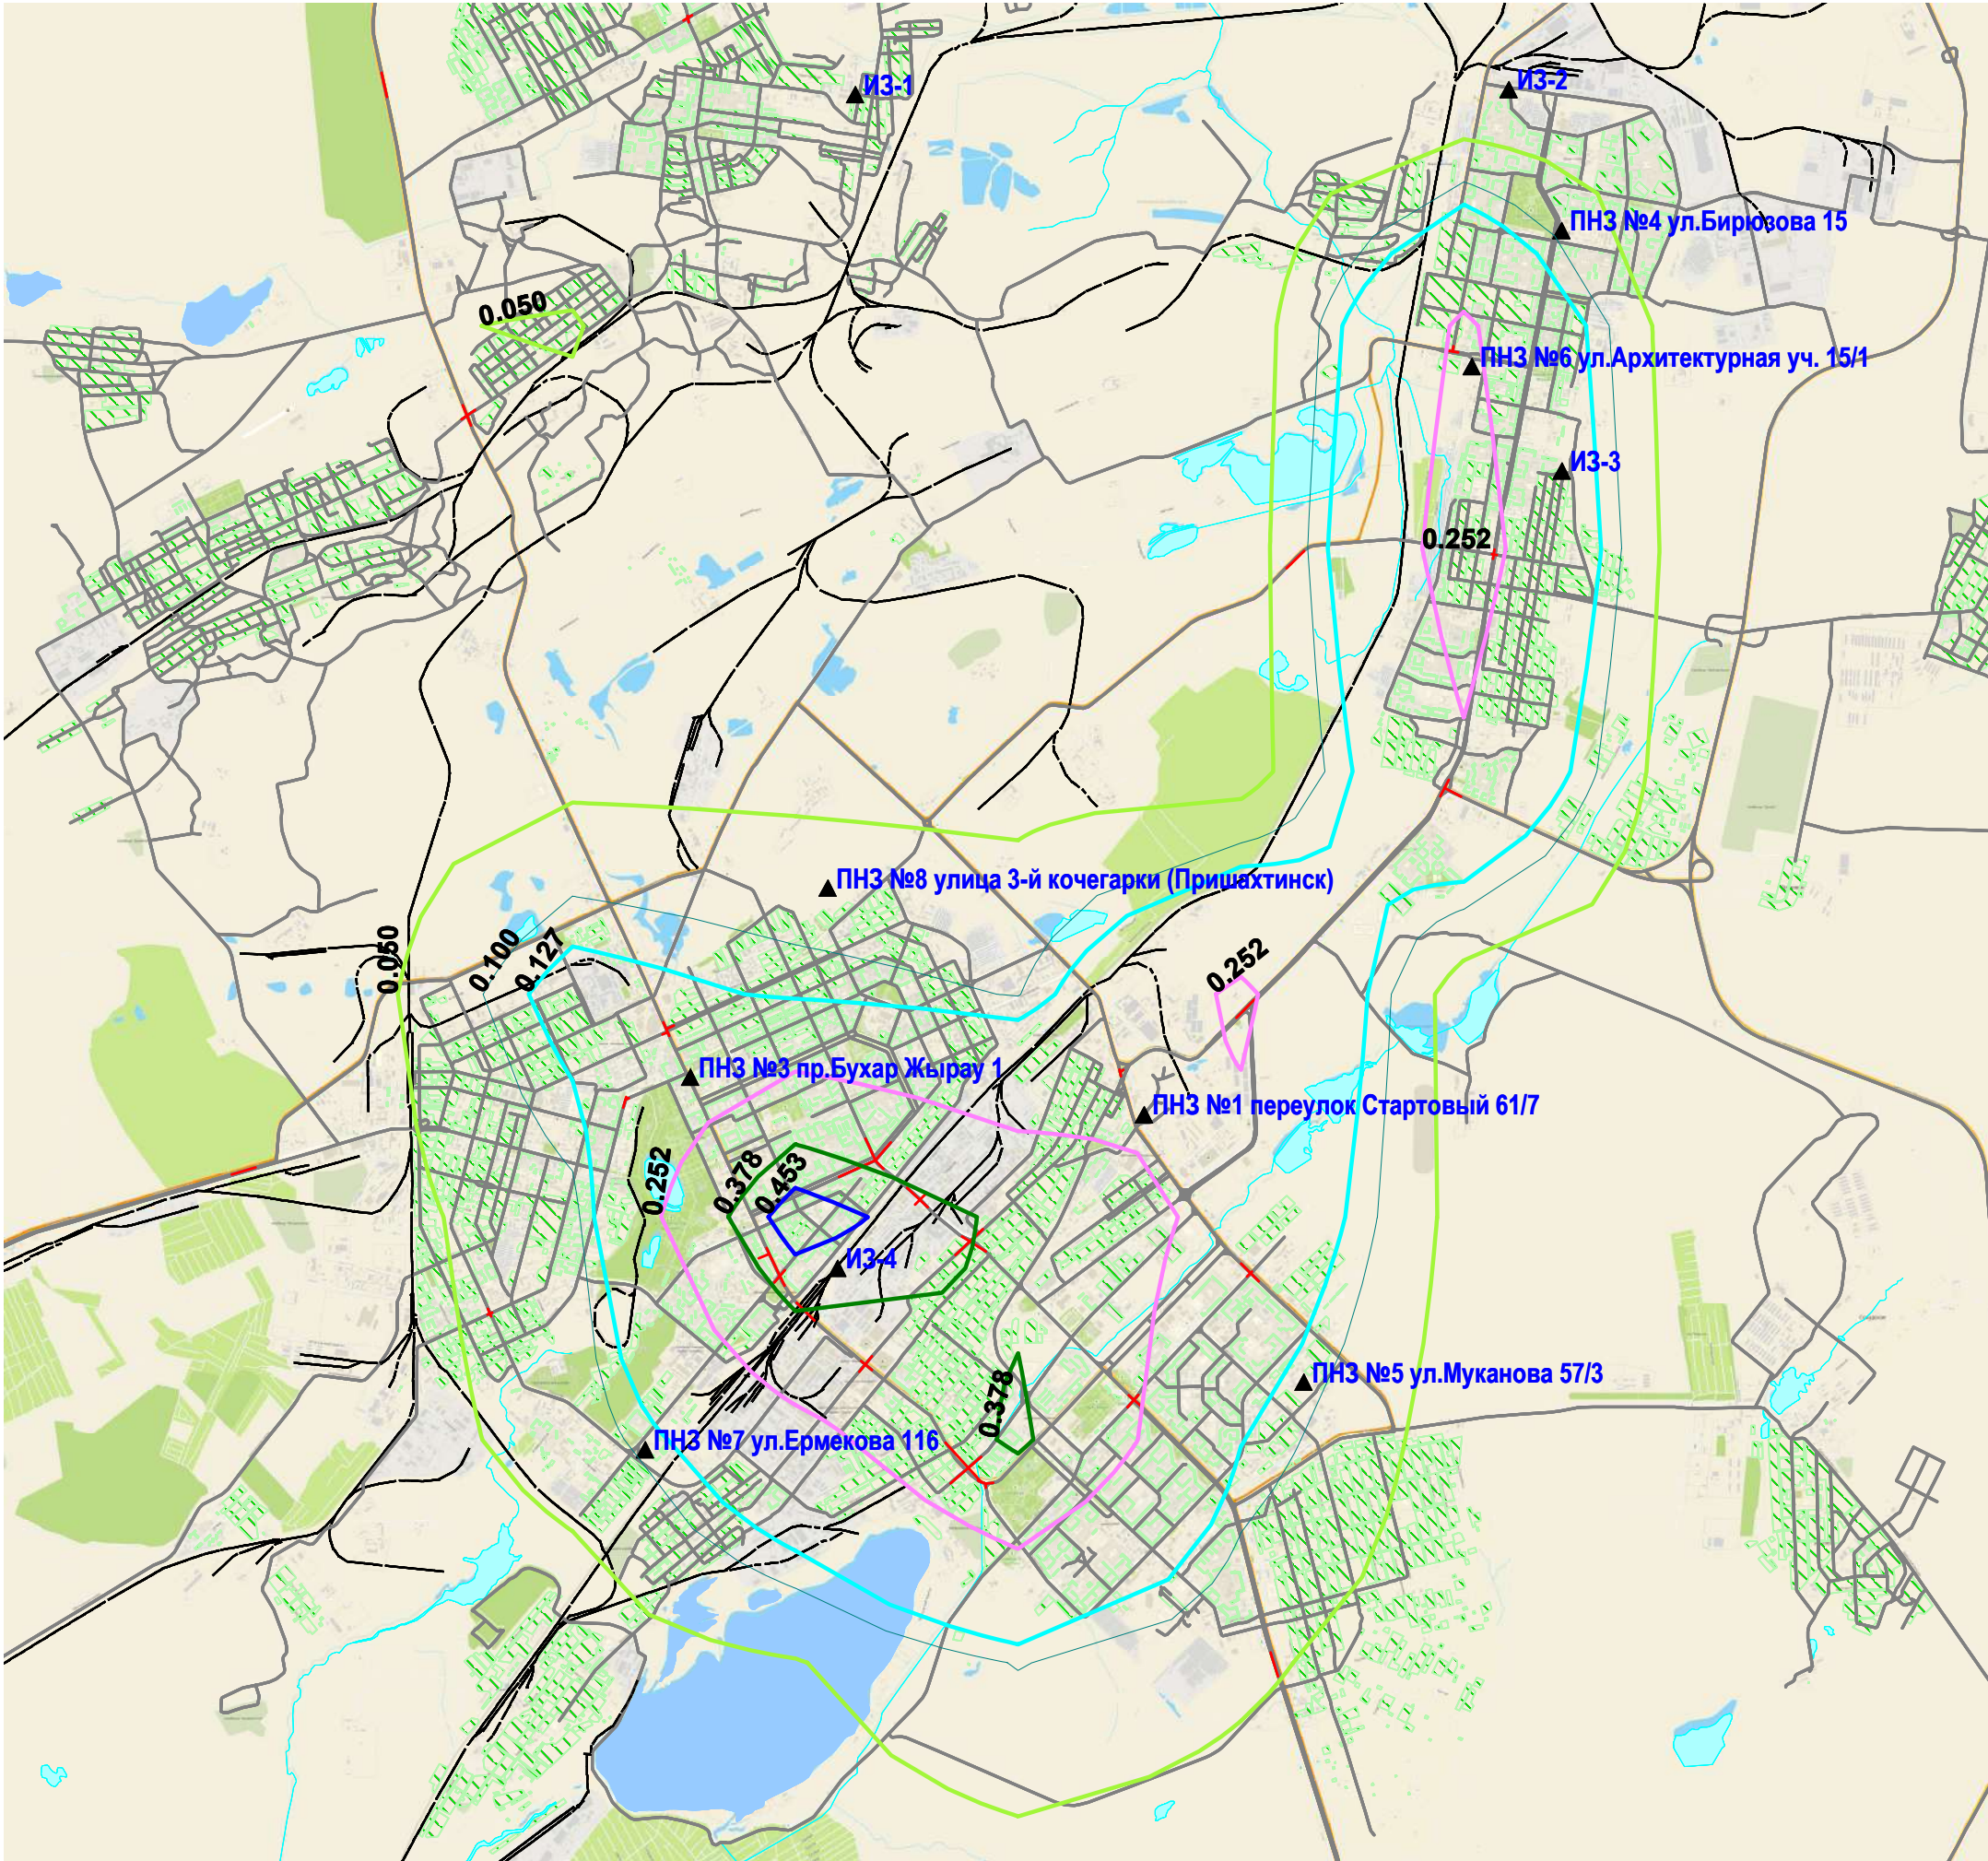 ИЗ-1
ИЗ-2
ПНЗ №4 ул.Бирюзова 15
0.050
ПНЗ №6 ул.Архитектурная уч. 15/1
ИЗ-3
0.252
ПНЗ №8 улица 3-й кочегарки (Пришахтинск)
0.050
0.100
0.127
0.252
ПНЗ №3 пр.Бухар Жырау 1
ПНЗ №1 переулок Стартовый 61/7
0.252
0.378
0.453
ИЗ-4
0.378
ПНЗ №5 ул.Муканова 57/3
ПНЗ №7 ул.Ермекова 116